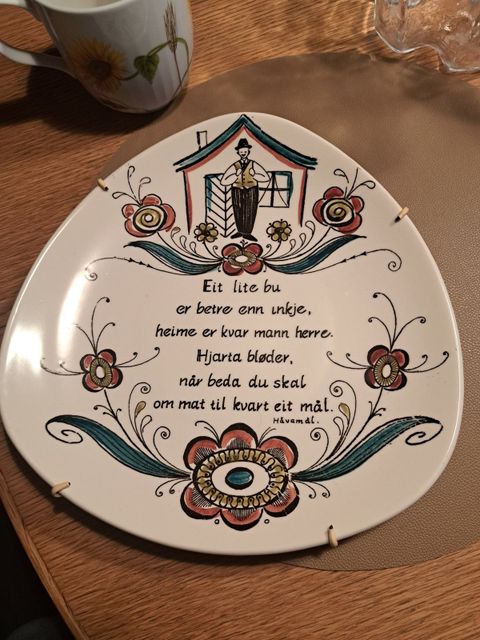 Eit lite bu
er betre enn inkje,
heime er kvar mann herre.
Hjarta bløder,
når beda du skal
om mat til kvart eit mål.
Håvamål.